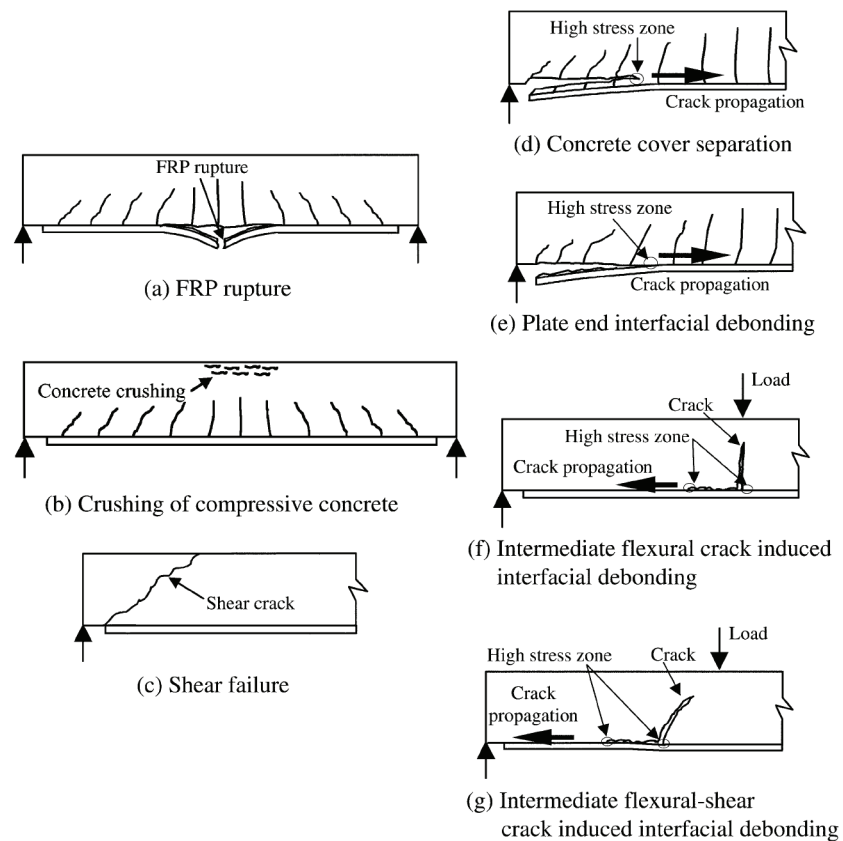 FRP rupture
(a) FRP rupture
Concrete crushing
(b) Crushing of compressive concrete
Shear crack
(c) Shear failure
High stress zone
Crack propagation
(d) Concrete cover separation
High stress zone
Crack propagation
(e) Plate end interfacial debonding
Load
Crack
High stress zone
Crack propagation
(f) Intermediate flexural crack induced
interfacial debonding
Load
High stress zone
Crack
Crack
propagation
(g) Intermediate flexural-shear
crack induced interfacial debonding